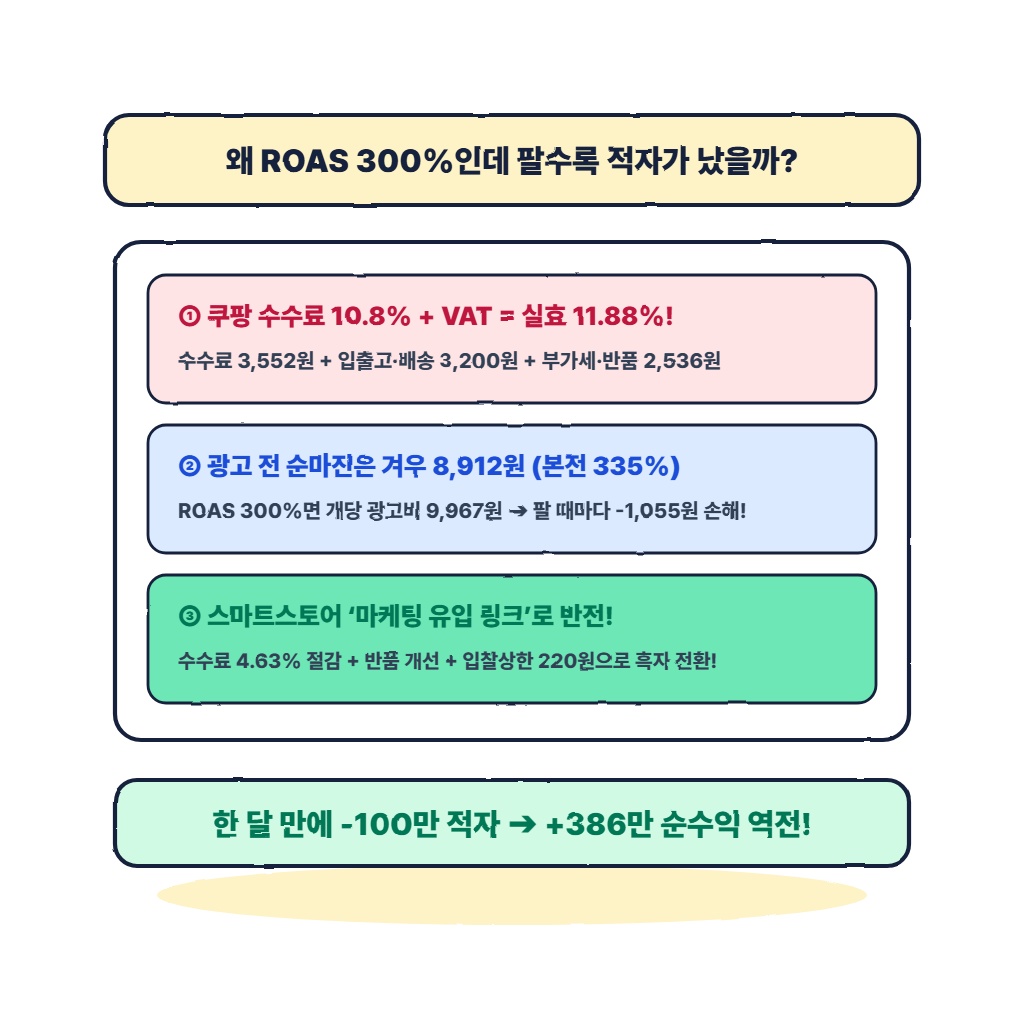 왜 ROAS 300%인데 팔수록 적자가 났을까?
① 쿠팡 수수료 10.8% + VAT = 실효 11.88%!
수수료 3,552원 + 입출고·배송 3,200원 + 부가세·반품 2,536원
② 광고 전 순마진은 겨우 8,912원 (본전 335%)
ROAS 300%면 개당 광고비 9,967원 ➔ 팔 때마다 -1,055원 손해!
③ 스마트스토어 ‘마케팅 유입 링크’로 반전!
수수료 4.63% 절감 + 반품 개선 + 입찰상한 220원으로 흑자 전환!
한 달 만에 -100만 적자 ➔ +386만 순수익 역전!